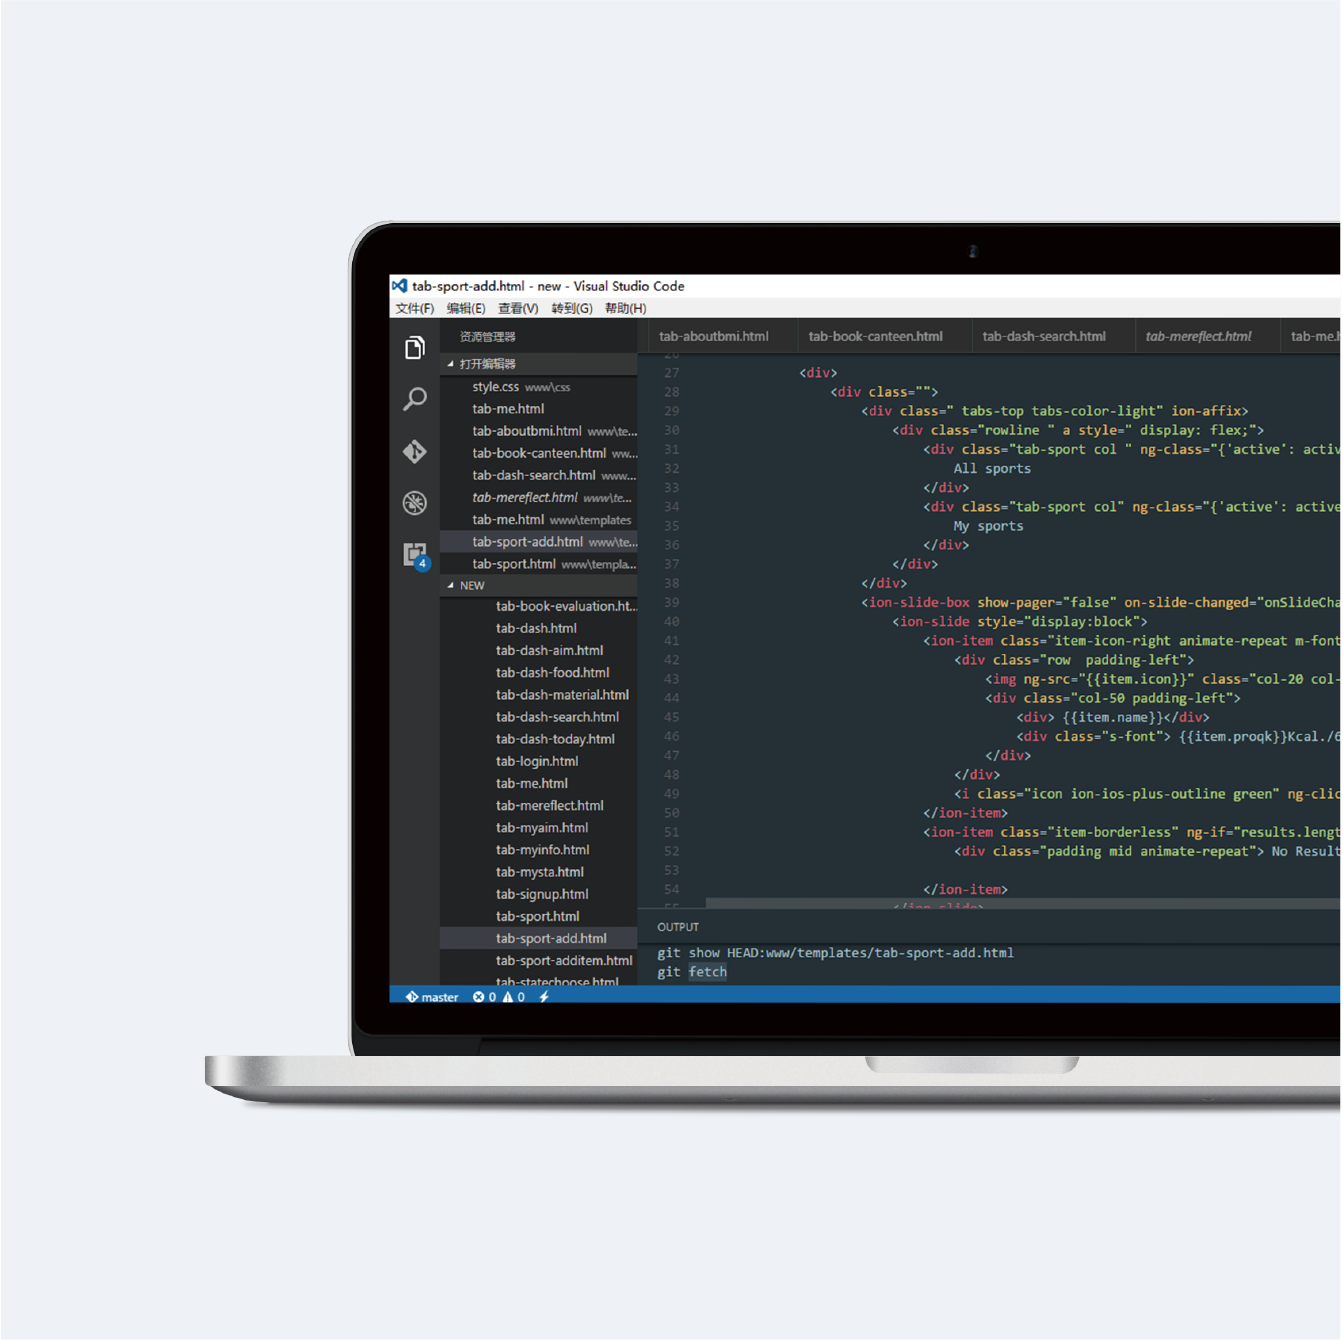 tab-sport-add.html - new - Visual Studio Code
文件(F) 编辑(E) 查看(V) 转到(G) 帮助(H)
资源管理器
打开编辑器
style.css www\css
tab-me.html
tab-aboutbmi.html www\te...
tab-book-canteen.html ww...
tab-dash-search.html www...
tab-mereflect.html www\te...
tab-me.html www\templates
tab-sport-add.html www\te...
tab-sport.html www\templa...
4
NEW
tab-book-evaluation.ht...
tab-dash.html
tab-dash-aim.html
tab-dash-food.html
tab-dash-material.html
tab-dash-search.html
tab-dash-today.html
tab-login.html
tab-me.html
tab-mereflect.html
tab-myaim.html
tab-myinfo.html
tab-mysta.html
tab-signup.html
tab-sport.html
tab-sport-add.html
tab-sport-additem.html
tab-statechoose.html
tab-aboutbmi.html tab-book-canteen.html tab-dash-search.html tab-mereflect.html tab-me.h
26
27 <div>
28 <div class="">
29 <div class=" tabs-top tabs-color-light" ion-affix>
30 <div class="rowline " a style=" display: flex;">
31 <div class="tab-sport col " ng-class="{'active': activ
32 All sports
33 </div>
34 <div class="tab-sport col" ng-class="{'active': active
35 My sports
36 </div>
37 </div>
38 </div>
39 <ion-slide-box show-pager="false" on-slide-changed="onSlideCha
40 <ion-slide style="display:block">
41 <ion-item class="item-icon-right animate-repeat m-font
42 <div class="row  padding-left">
43 <img ng-src="{{item.icon}}" class="col-20 col-
44 <div class="col-50 padding-left">
45 <div> {{item.name}}</div>
46 <div class="s-font"> {{item.proqk}}Kcal./6
47 </div>
48 </div>
49 <i class="icon ion-ios-plus-outline green" ng-clic
50 </ion-item>
51 <ion-item class="item-borderless" ng-if="results.lengt
52 <div class="padding mid animate-repeat"> No Result
53
54 </ion-item>
55 </ion-slide>
OUTPUT
git show HEAD:www/templates/tab-sport-add.html
git fetch
master 0 0